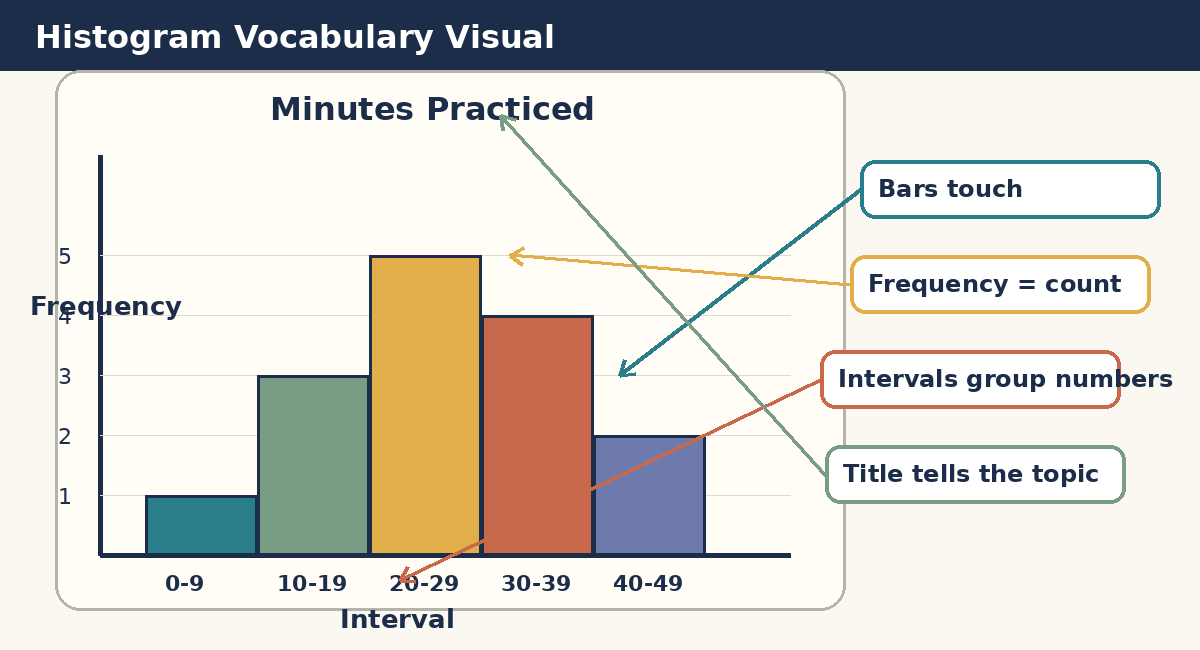 Histogram Vocabulary Visual
Minutes Practiced
Bars touch
5
Frequency = count
Frequency
4
3
Intervals group numbers
2
Title tells the topic
1
0-9 10-19 20-29 30-39 40-49
Interval